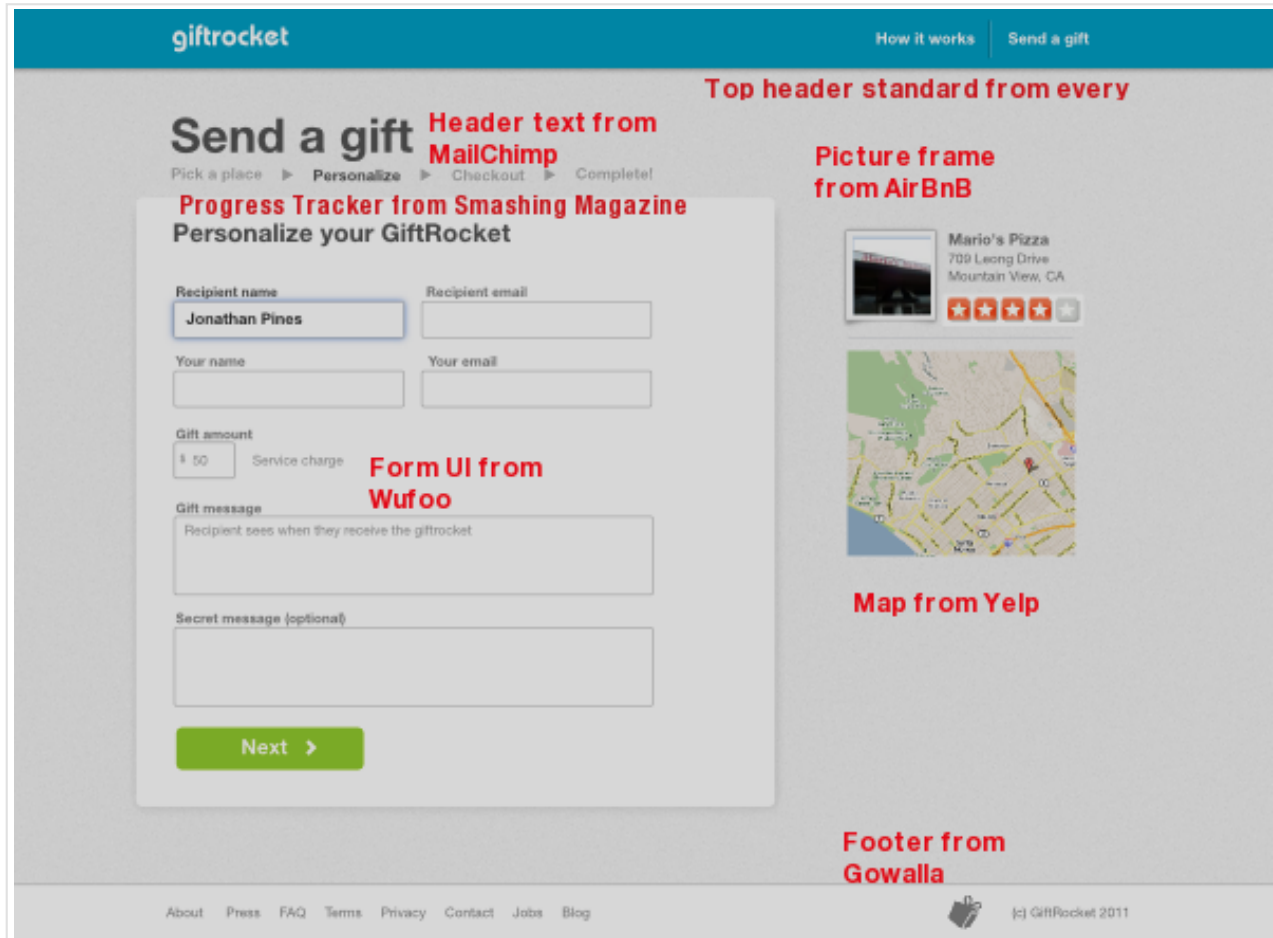 giftrocket
How it works
Send a gift
Top header standard from every
Send a gift
Header text from
MailChimp
Picture frame
from AirBnB
Pick a place ▶ Personalize ▶ Checkout ▶ Complete!
Progress Tracker from Smashing Magazine
Personalize your GiftRocket
Mario's Pizza
709 Leong Drive
Mountain View, CA
Recipient name
Recipient email
Jonathan Pines
Your name
Your email
Gift amount
$ 50
Service charge
Form UI from
Wufoo
Gift message
Recipient sees when they receive the giftrocket
Map from Yelp
Secret message (optional)
Next
Footer from
Gowalla
About Press FAQ Terms Privacy Contact Jobs Blog
(c) GiftRocket 2011